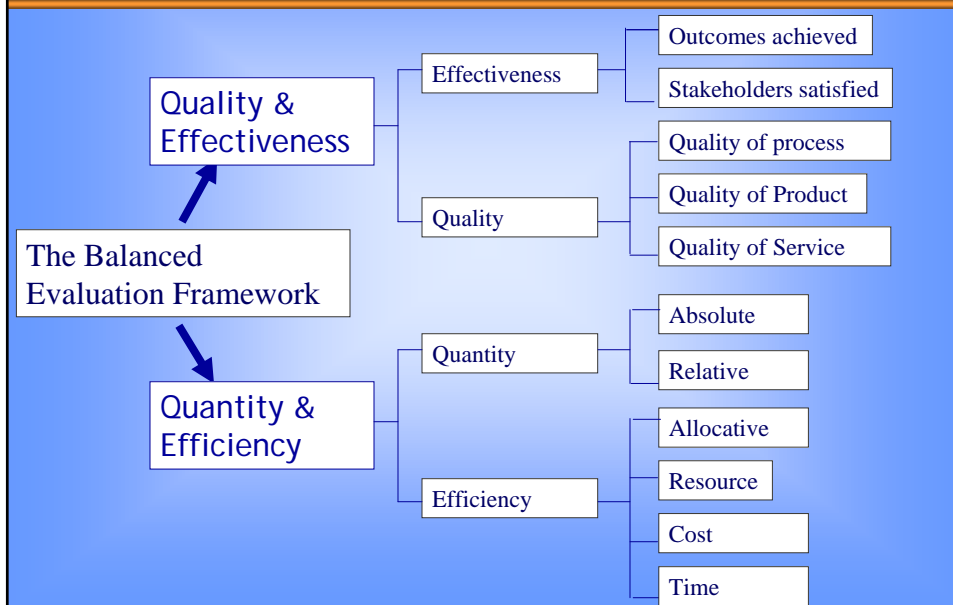 Outcomes achieved
Effectiveness
Stakeholders satisfied
Quality &
Effectiveness
Quality of process
Quality of Product
Quality
Quality of Service
The Balanced
Evaluation Framework
Absolute
Quantity
Relative
Quantity &
Efficiency
Allocative
Resource
Efficiency
Cost
Time